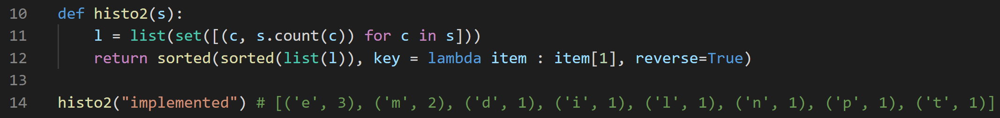 10 def histo2(s):
11     l = list(set([(c, s.count(c)) for c in s]))
12     return sorted(sorted(list(l)), key = lambda item : item[1], reverse=True)
13
14 histo2("implemented") # [('e', 3), ('m', 2), ('d', 1), ('i', 1), ('l', 1), ('n', 1), ('p', 1), ('t', 1)]